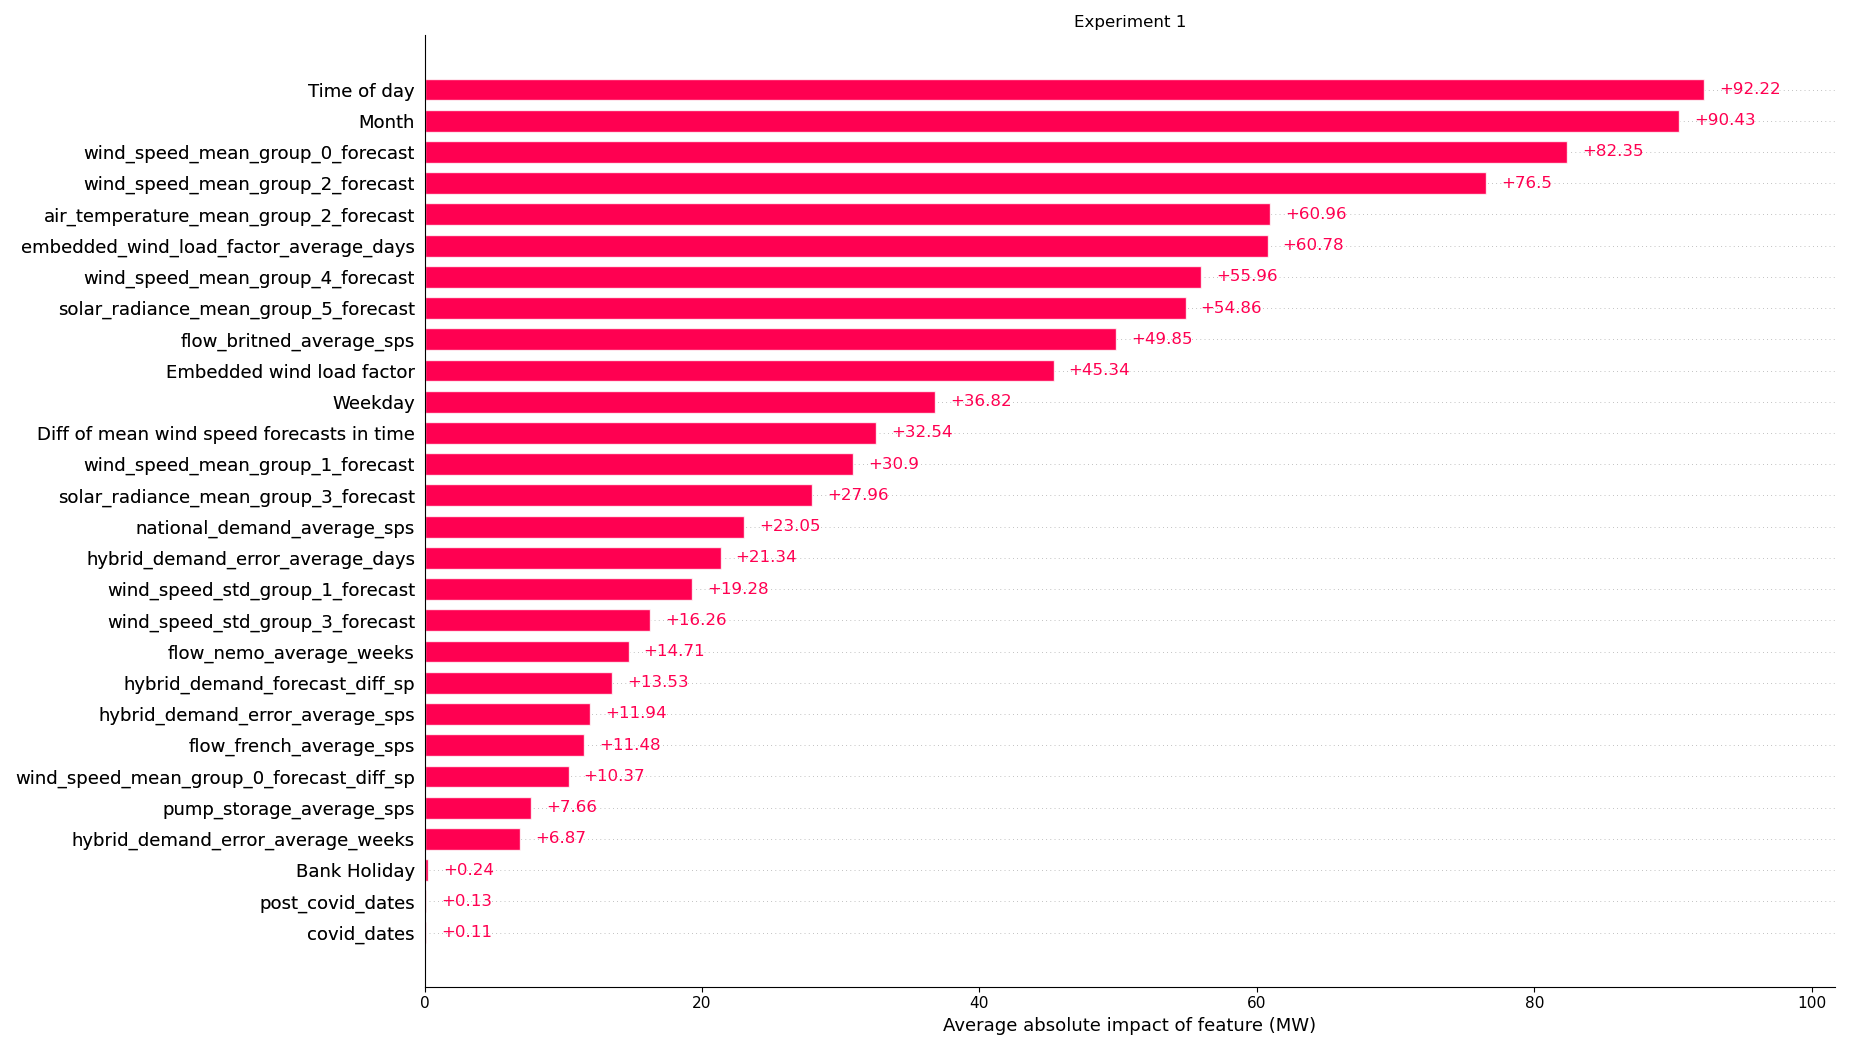 Experiment 1
Time of day +92.22
Month +90.43
wind_speed_mean_group_0_forecast +82.35
wind_speed_mean_group_2_forecast +76.5
air_temperature_mean_group_2_forecast +60.96
embedded_wind_load_factor_average_days +60.78
wind_speed_mean_group_4_forecast +55.96
solar_radiance_mean_group_5_forecast +54.86
flow_britned_average_sps +49.85
Embedded wind load factor +45.34
Weekday +36.82
Diff of mean wind speed forecasts in time +32.54
wind_speed_mean_group_1_forecast +30.9
solar_radiance_mean_group_3_forecast +27.96
national_demand_average_sps +23.05
hybrid_demand_error_average_days +21.34
wind_speed_std_group_1_forecast +19.28
wind_speed_std_group_3_forecast +16.26
flow_nemo_average_weeks +14.71
hybrid_demand_forecast_diff_sp +13.53
hybrid_demand_error_average_sps +11.94
flow_french_average_sps +11.48
wind_speed_mean_group_0_forecast_diff_sp +10.37
pump_storage_average_sps +7.66
hybrid_demand_error_average_weeks +6.87
Bank Holiday +0.24
post_covid_dates +0.13
covid_dates +0.11
0 20 40 60 80 100
Average absolute impact of feature (MW)